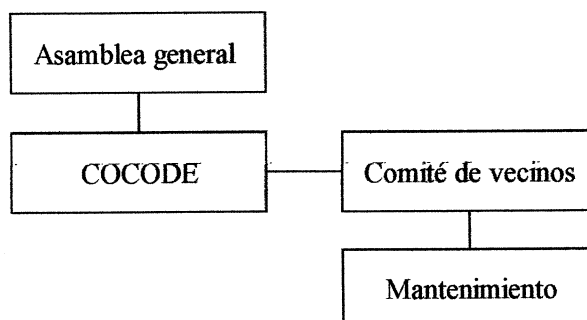 Asamblea general
COCODE
Comité de vecinos
Mantenimiento